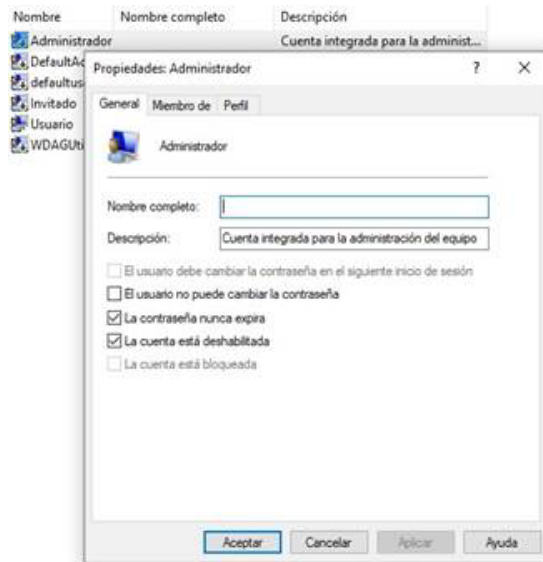 Nombre Nombre completo Descripción
Administrador Cuenta integrada para la administ...
DefaultAc
defaultus
Invitado
Usuario
WDAGUti
Propiedades: Administrador ? ×
General Miembro de Perfil
Administrador
Nombre completo:
Descripción: Cuenta integrada para la administración del equipo
El usuario debe cambiar la contraseña en el siguiente inicio de sesión
El usuario no puede cambiar la contraseña
La contraseña nunca expira
La cuenta está deshabilitada
La cuenta está bloqueada
Aceptar Cancelar Aplicar Ayuda